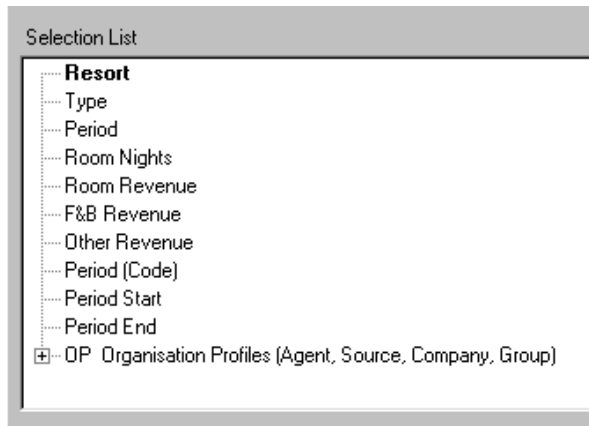 Selection List
Resort
Type
Period
Room Nights
Room Revenue
F&B Revenue
Other Revenue
Period (Code)
Period Start
Period End
OP Organisation Profiles (Agent, Source, Company, Group)